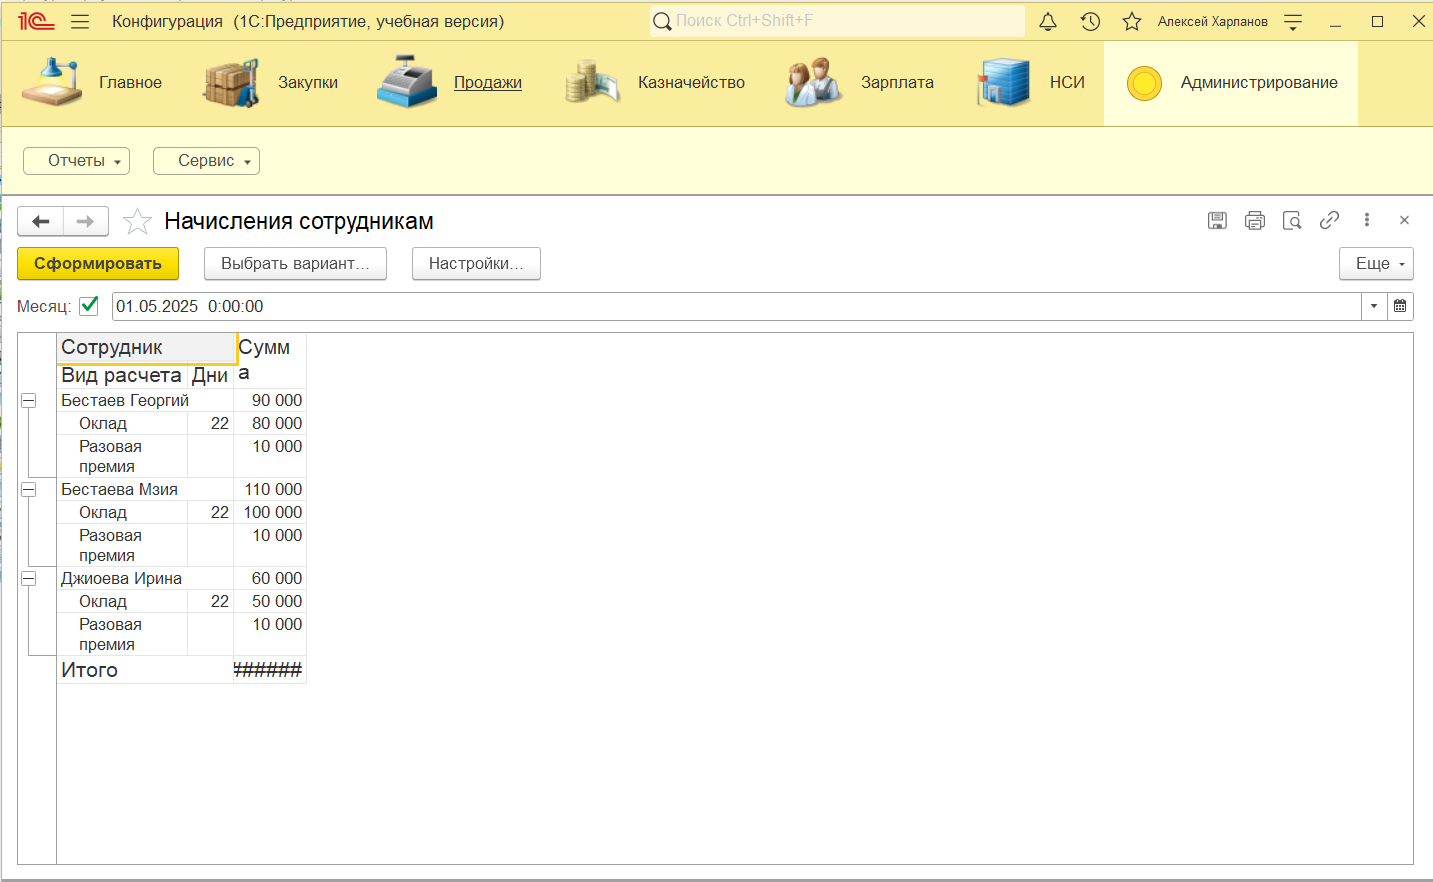 1С Конфигурация (1С:Предприятие, учебная версия) Поиск Ctrl+Shift+F Алексей Харланов
Главное Закупки Продажи Казначейство Зарплата НСИ Администрирование
Отчеты Сервис
Начисления сотрудникам
Сформировать Выбрать вариант... Настройки... Еще
Месяц: 01.05.2025 0:00:00
Сотрудник Сумм
а
Вид расчета Дни
Бестаев Георгий 90 000
Оклад 22 80 000
Разовая 10 000
премия
Бестаева Мзия 110 000
Оклад 22 100 000
Разовая 10 000
премия
Джиоева Ирина 60 000
Оклад 22 50 000
Разовая 10 000
премия
Итого #######